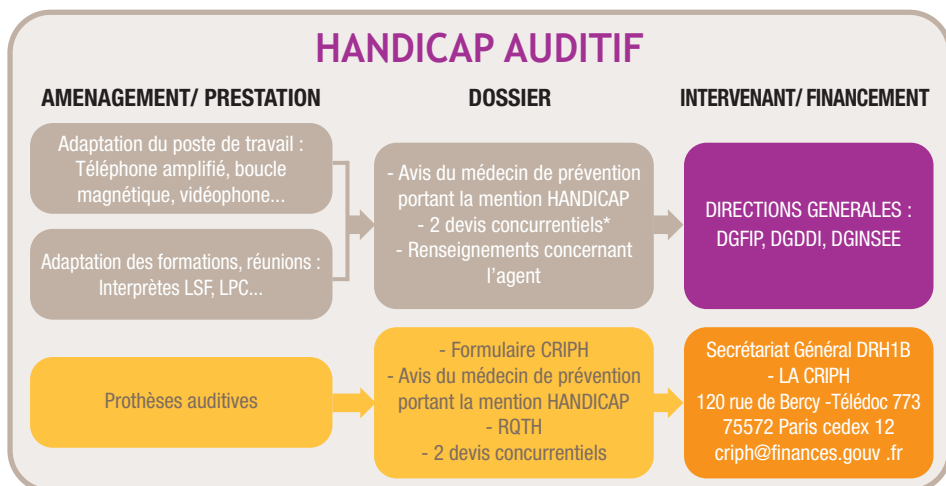 HANDICAP AUDITIF
AMENAGEMENT/ PRESTATION
DOSSIER
INTERVENANT/ FINANCEMENT
Adaptation du poste de travail :
Téléphone amplifié, boucle
magnétique, vidéophone...
Adaptation des formations, réunions :
Interprètes LSF, LPC...
- Avis du médecin de prévention
portant la mention HANDICAP
- 2 devis concurrentiels*
- Renseignements concernant
l'agent
DIRECTIONS GENERALES :
DGFIP, DGDDI, DGINSEE
Prothèses auditives
- Formulaire CRIPH
- Avis du médecin de prévention
portant la mention HANDICAP
- RQTH
- 2 devis concurrentiels
Secrétariat Général DRH1B
- LA CRIPH
120 rue de Bercy -Télédoc 773
75572 Paris cedex 12
criph@finances.gouv .fr